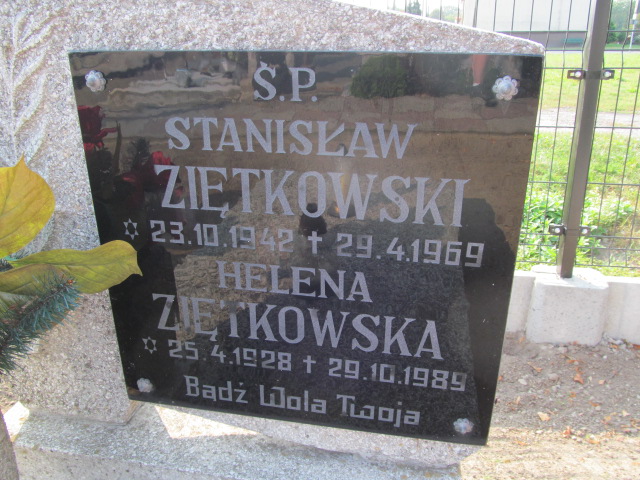 Ś.P.
STANISŁAW
ZIĘTKOWSKI
✡ 23.10.1942 ✝ 29.4.1969
HELENA
ZIĘTKOWSKA
✡ 25.4.1928 ✝ 29.10.1989
Bądź Wola Twoja